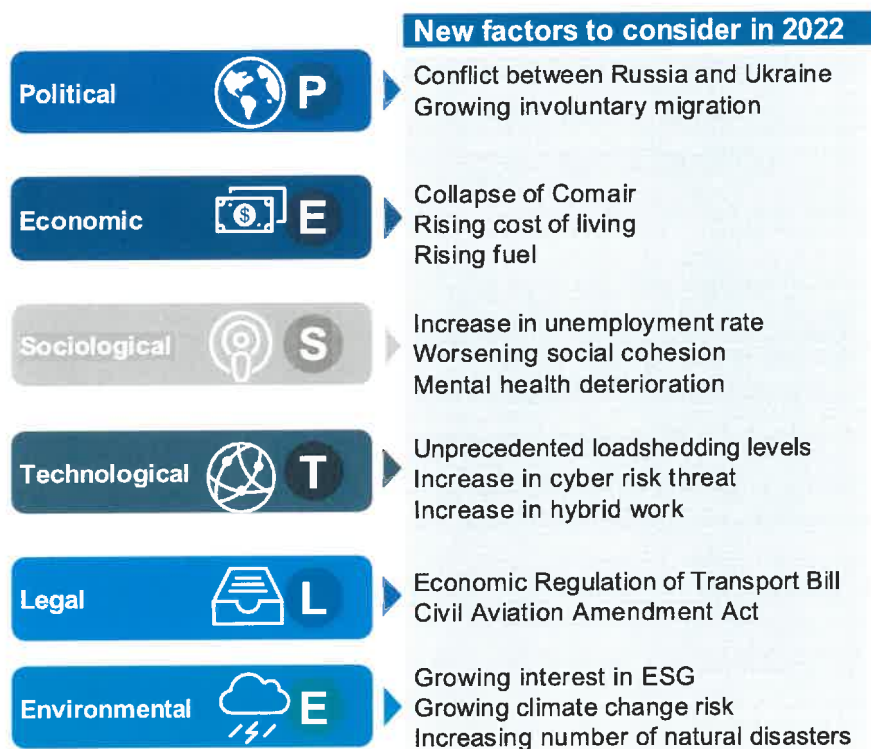 New factors to consider in 2022
Political P
Conflict between Russia and Ukraine
Growing involuntary migration
Economic $ E
Collapse of Comair
Rising cost of living
Rising fuel
Sociological S
Increase in unemployment rate
Worsening social cohesion
Mental health deterioration
Technological T
Unprecedented loadshedding levels
Increase in cyber risk threat
Increase in hybrid work
Legal L
Economic Regulation of Transport Bill
Civil Aviation Amendment Act
Environmental E
Growing interest in ESG
Growing climate change risk
Increasing number of natural disasters